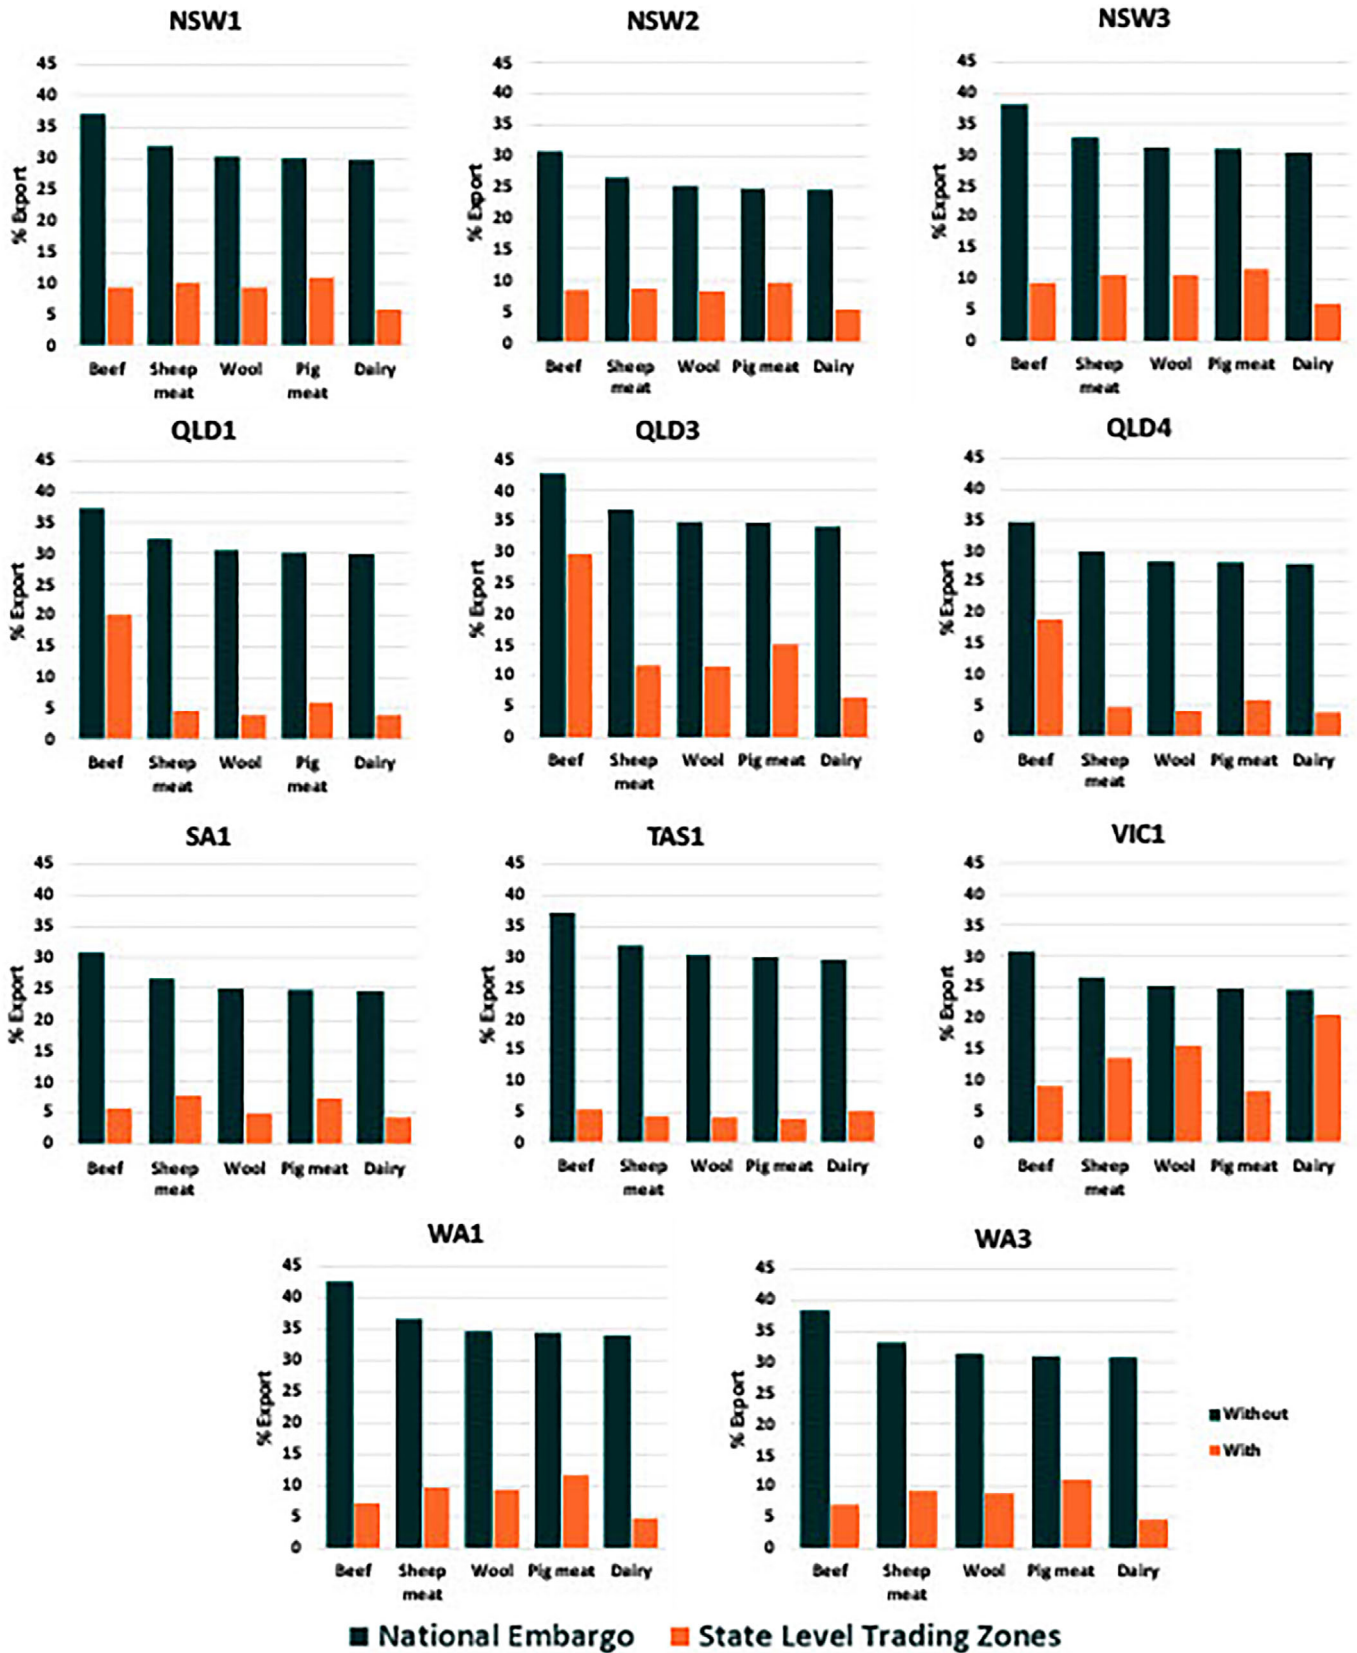 NSW1
NSW2
NSW3
45
40
35
30
25
20
15
10
5
0
% Export
Beef Sheep Wool Pig Dairy
meat meat
45
40
35
30
25
20
15
10
5
0
% Export
Beef Sheep Wool Pig meat Dairy
meat
45
40
35
30
25
20
15
10
5
0
% Export
Beef Sheep Wool Pig meat Dairy
meat
QLD1
QLD3
QLD4
45
40
35
30
25
20
15
10
5
0
% Export
Beef Sheep Wool Pig Dairy
meat meat
45
40
35
30
25
20
15
10
5
0
% Export
Beef Sheep Wool Pig meat Dairy
meat
45
40
35
30
25
20
15
10
5
0
% Export
Beef Sheep Wool Pig meat Dairy
meat
SA1
TAS1
VIC1
45
40
35
30
25
20
15
10
5
0
% Export
Beef Sheep Wool Pig meat Dairy
meat
45
40
35
30
25
20
15
10
5
0
% Export
Beef Sheep Wool Pig meat Dairy
meat
45
40
35
30
25
20
15
10
5
0
% Export
Beef Sheep Wool Pig meat Dairy
meat
WA1
WA3
45
40
35
30
25
20
15
10
5
0
% Export
Beef Sheep Wool Pig meat Dairy
meat
45
40
35
30
25
20
15
10
5
0
% Export
Beef Sheep Wool Pig meat Dairy
meat
Without
With
National Embargo State Level Trading Zones